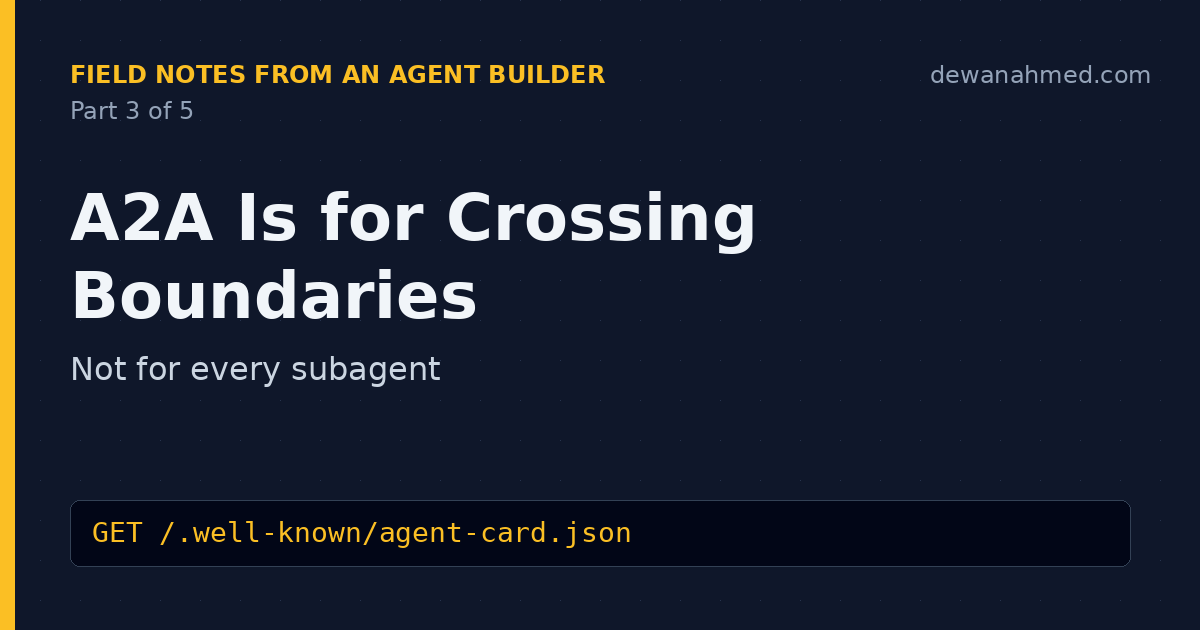 FIELD NOTES FROM AN AGENT BUILDER
dewanahmed.com
Part 3 of 5
A2A Is for Crossing
Boundaries
Not for every subagent
GET /.well-known/agent-card.json